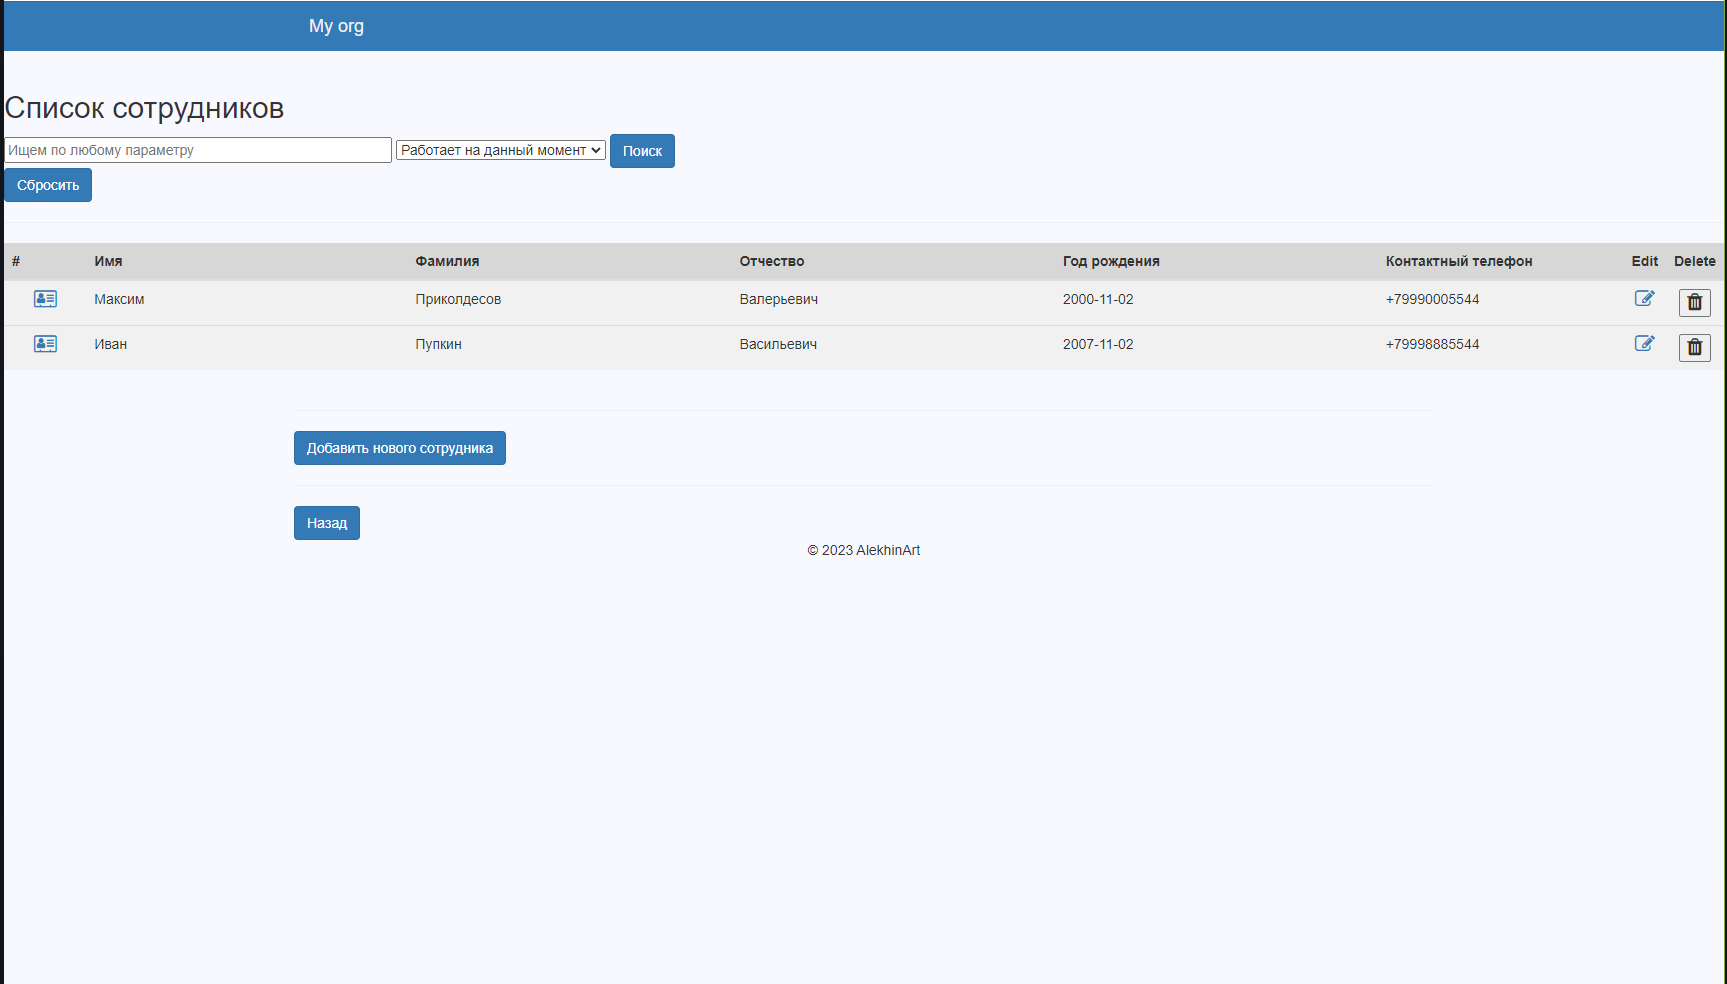 My org
Список сотрудников
Ищем по любому параметру Работает на данный момент Поиск
Сбросить
# Имя Фамилия Отчество Год рождения Контактный телефон Edit Delete
Максим Приколдесов Валерьевич 2000-11-02 +79990005544
Иван Пупкин Васильевич 2007-11-02 +79998885544
Добавить нового сотрудника
Назад
© 2023 AlekhinArt